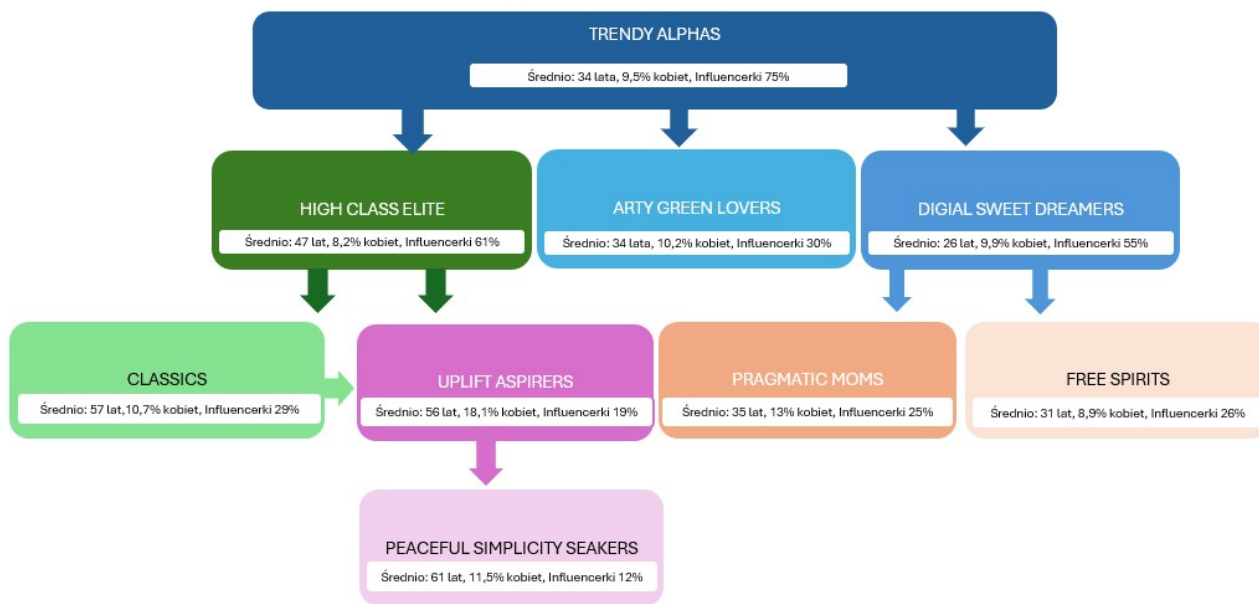 TRENDY ALPHAS
Średnio: 34 lata, 9,5% kobiet, Influencerki 75%
HIGH CLASS ELITE
Średnio: 47 lat, 8,2% kobiet, Influencerki 61%
ARTY GREEN LOVERS
Średnio: 34 lata, 10,2% kobiet, Influencerki 30%
DIGIAL SWEET DREAMERS
Średnio: 26 lat, 9,9% kobiet, Influencerki 55%
CLASSICS
Średnio: 57 lat,10,7% kobiet, Influencerki 29%
UPLIFT ASPIRERS
Średnio: 56 lat, 18,1% kobiet, Influencerki 19%
PRAGMATIC MOMS
Średnio: 35 lat, 13% kobiet, Influencerki 25%
FREE SPIRITS
Średnio: 31 lat, 8,9% kobiet, Influencerki 26%
PEACEFUL SIMPLICITY SEAKERS
Średnio: 61 lat, 11,5% kobiet, Influencerki 12%